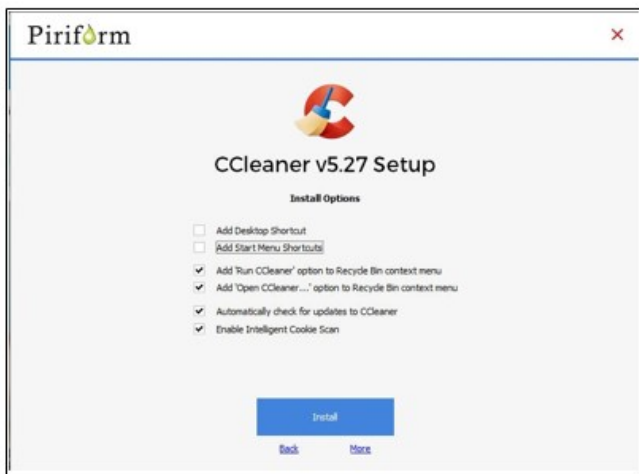 Piriform
CCleaner v5.27 Setup
Install Options
Add Desktop Shortcut
Add Start Menu Shortcuts
Add 'Run CCleaner' option to Recycle Bin context menu
Add 'Open CCleaner...' option to Recycle Bin context menu
Automatically check for updates to CCleaner
Enable Intelligent Cookie Scan
Install
Back More